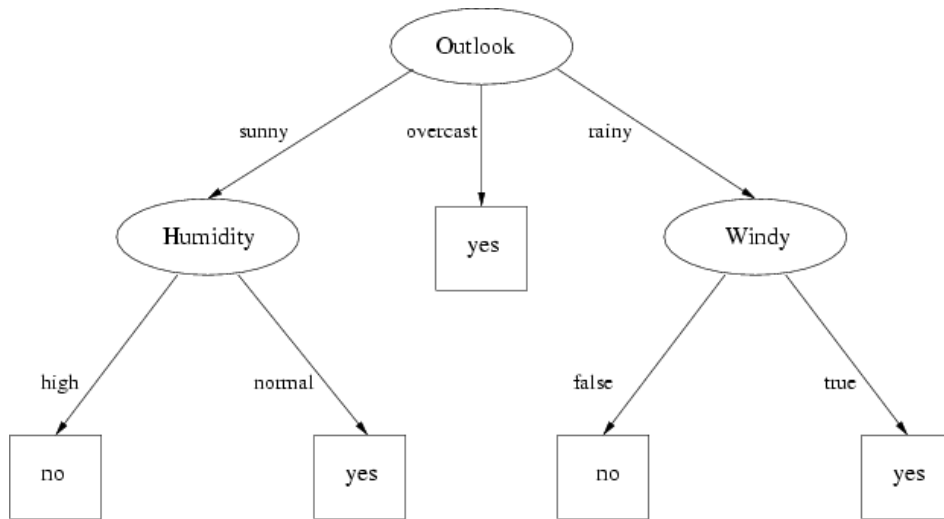 Outlook
sunny
overcast
rainy
Humidity
yes
Windy
high
normal
false
true
no
yes
no
yes